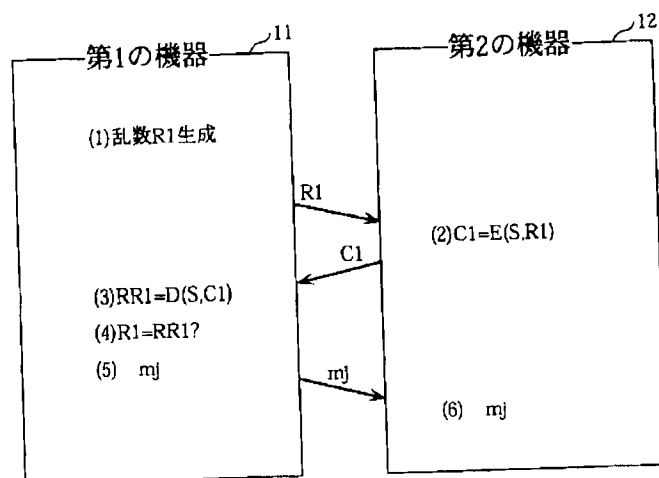 第1の機器
11
第2の機器
12
(1)乱数R1生成
R1
(2)C1=E(S,R1)
C1
(3)RR1=D(S,C1)
(4)R1=RR1?
(5) mj
mj
(6) mj